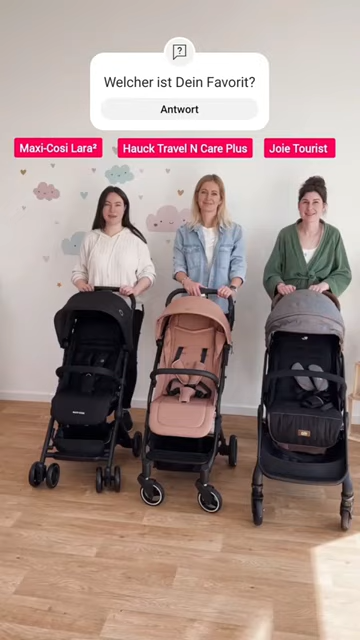 Welcher ist Dein Favorit?
Antwort
Maxi-Cosi Lara²
Hauck Travel N Care Plus
Joie Tourist